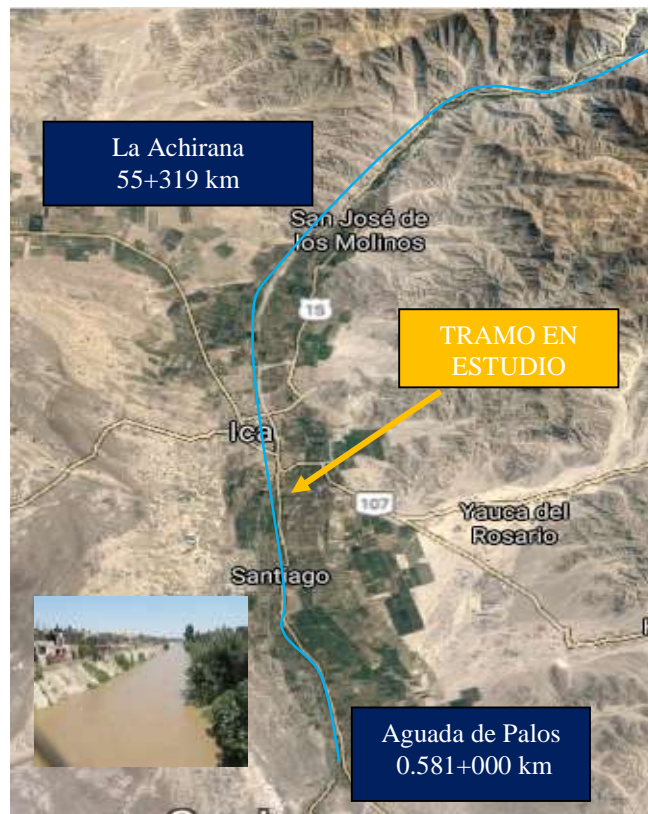 La Achirana
55+319 km
San José de
los Molinos
1S
TRAMO EN
ESTUDIO
Ica
107
Yauca del
Rosario
Santiago
Aguada de Palos
0.581+000 km